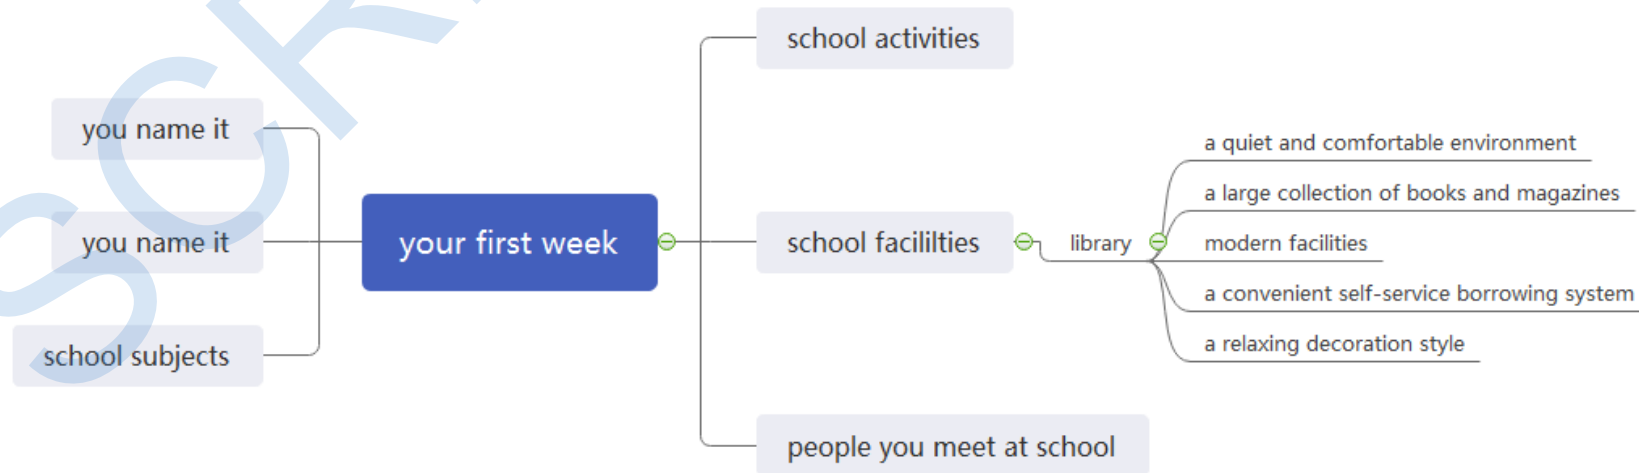 school activities
you name it
a quiet and comfortable environment
a large collection of books and magazines
you name it
your first week
school facililties
library
modern facilities
a convenient self-service borrowing system
school subjects
a relaxing decoration style
people you meet at school
SCR